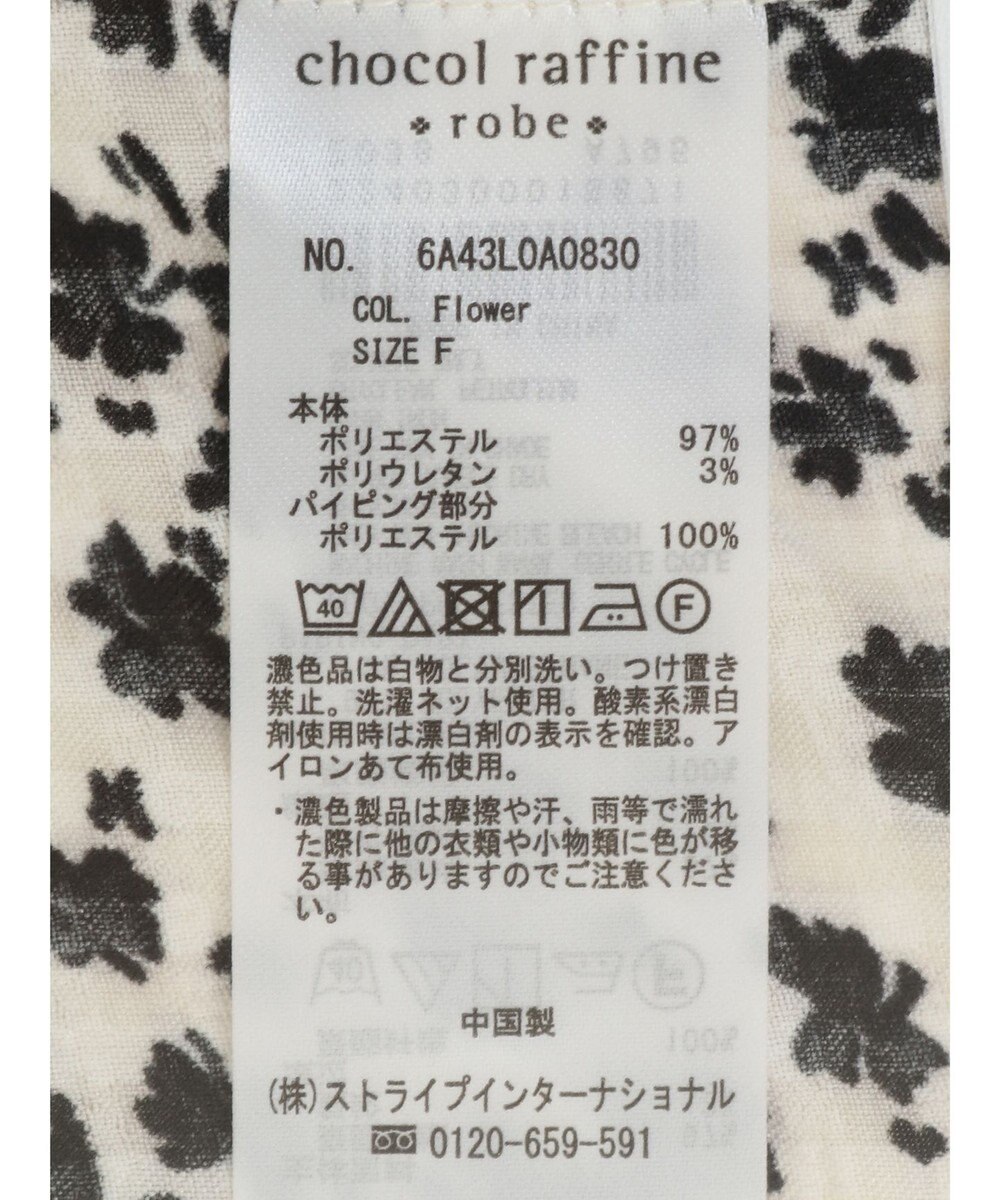 chocol raffine
robe
NO. 6A43L0A0830
COL. Flower
SIZE F
本体
ポリエステル 97%
ポリウレタン 3%
パイピング部分
ポリエステル 100%
40 F
濃色品は白物と分別洗い。つけ置き
禁止。洗濯ネット使用。酸素系漂白
剤使用時は漂白剤の表示を確認。ア
イロンあて布使用。
・濃色製品は摩擦や汗、雨等で濡れ
た際に他の衣類や小物類に色が移
る事がありますのでご注意くださ
い。
中国製
(株)ストライプインターナショナル
0120-659-591